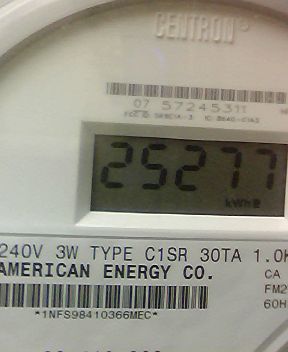 CENTRON®
07 57245311
25277
kWh
240V 3W TYPE C1SR 30TA 1.0K
AMERICAN ENERGY CO.
CA
FM2
60H
*1NFS98410366MEC*